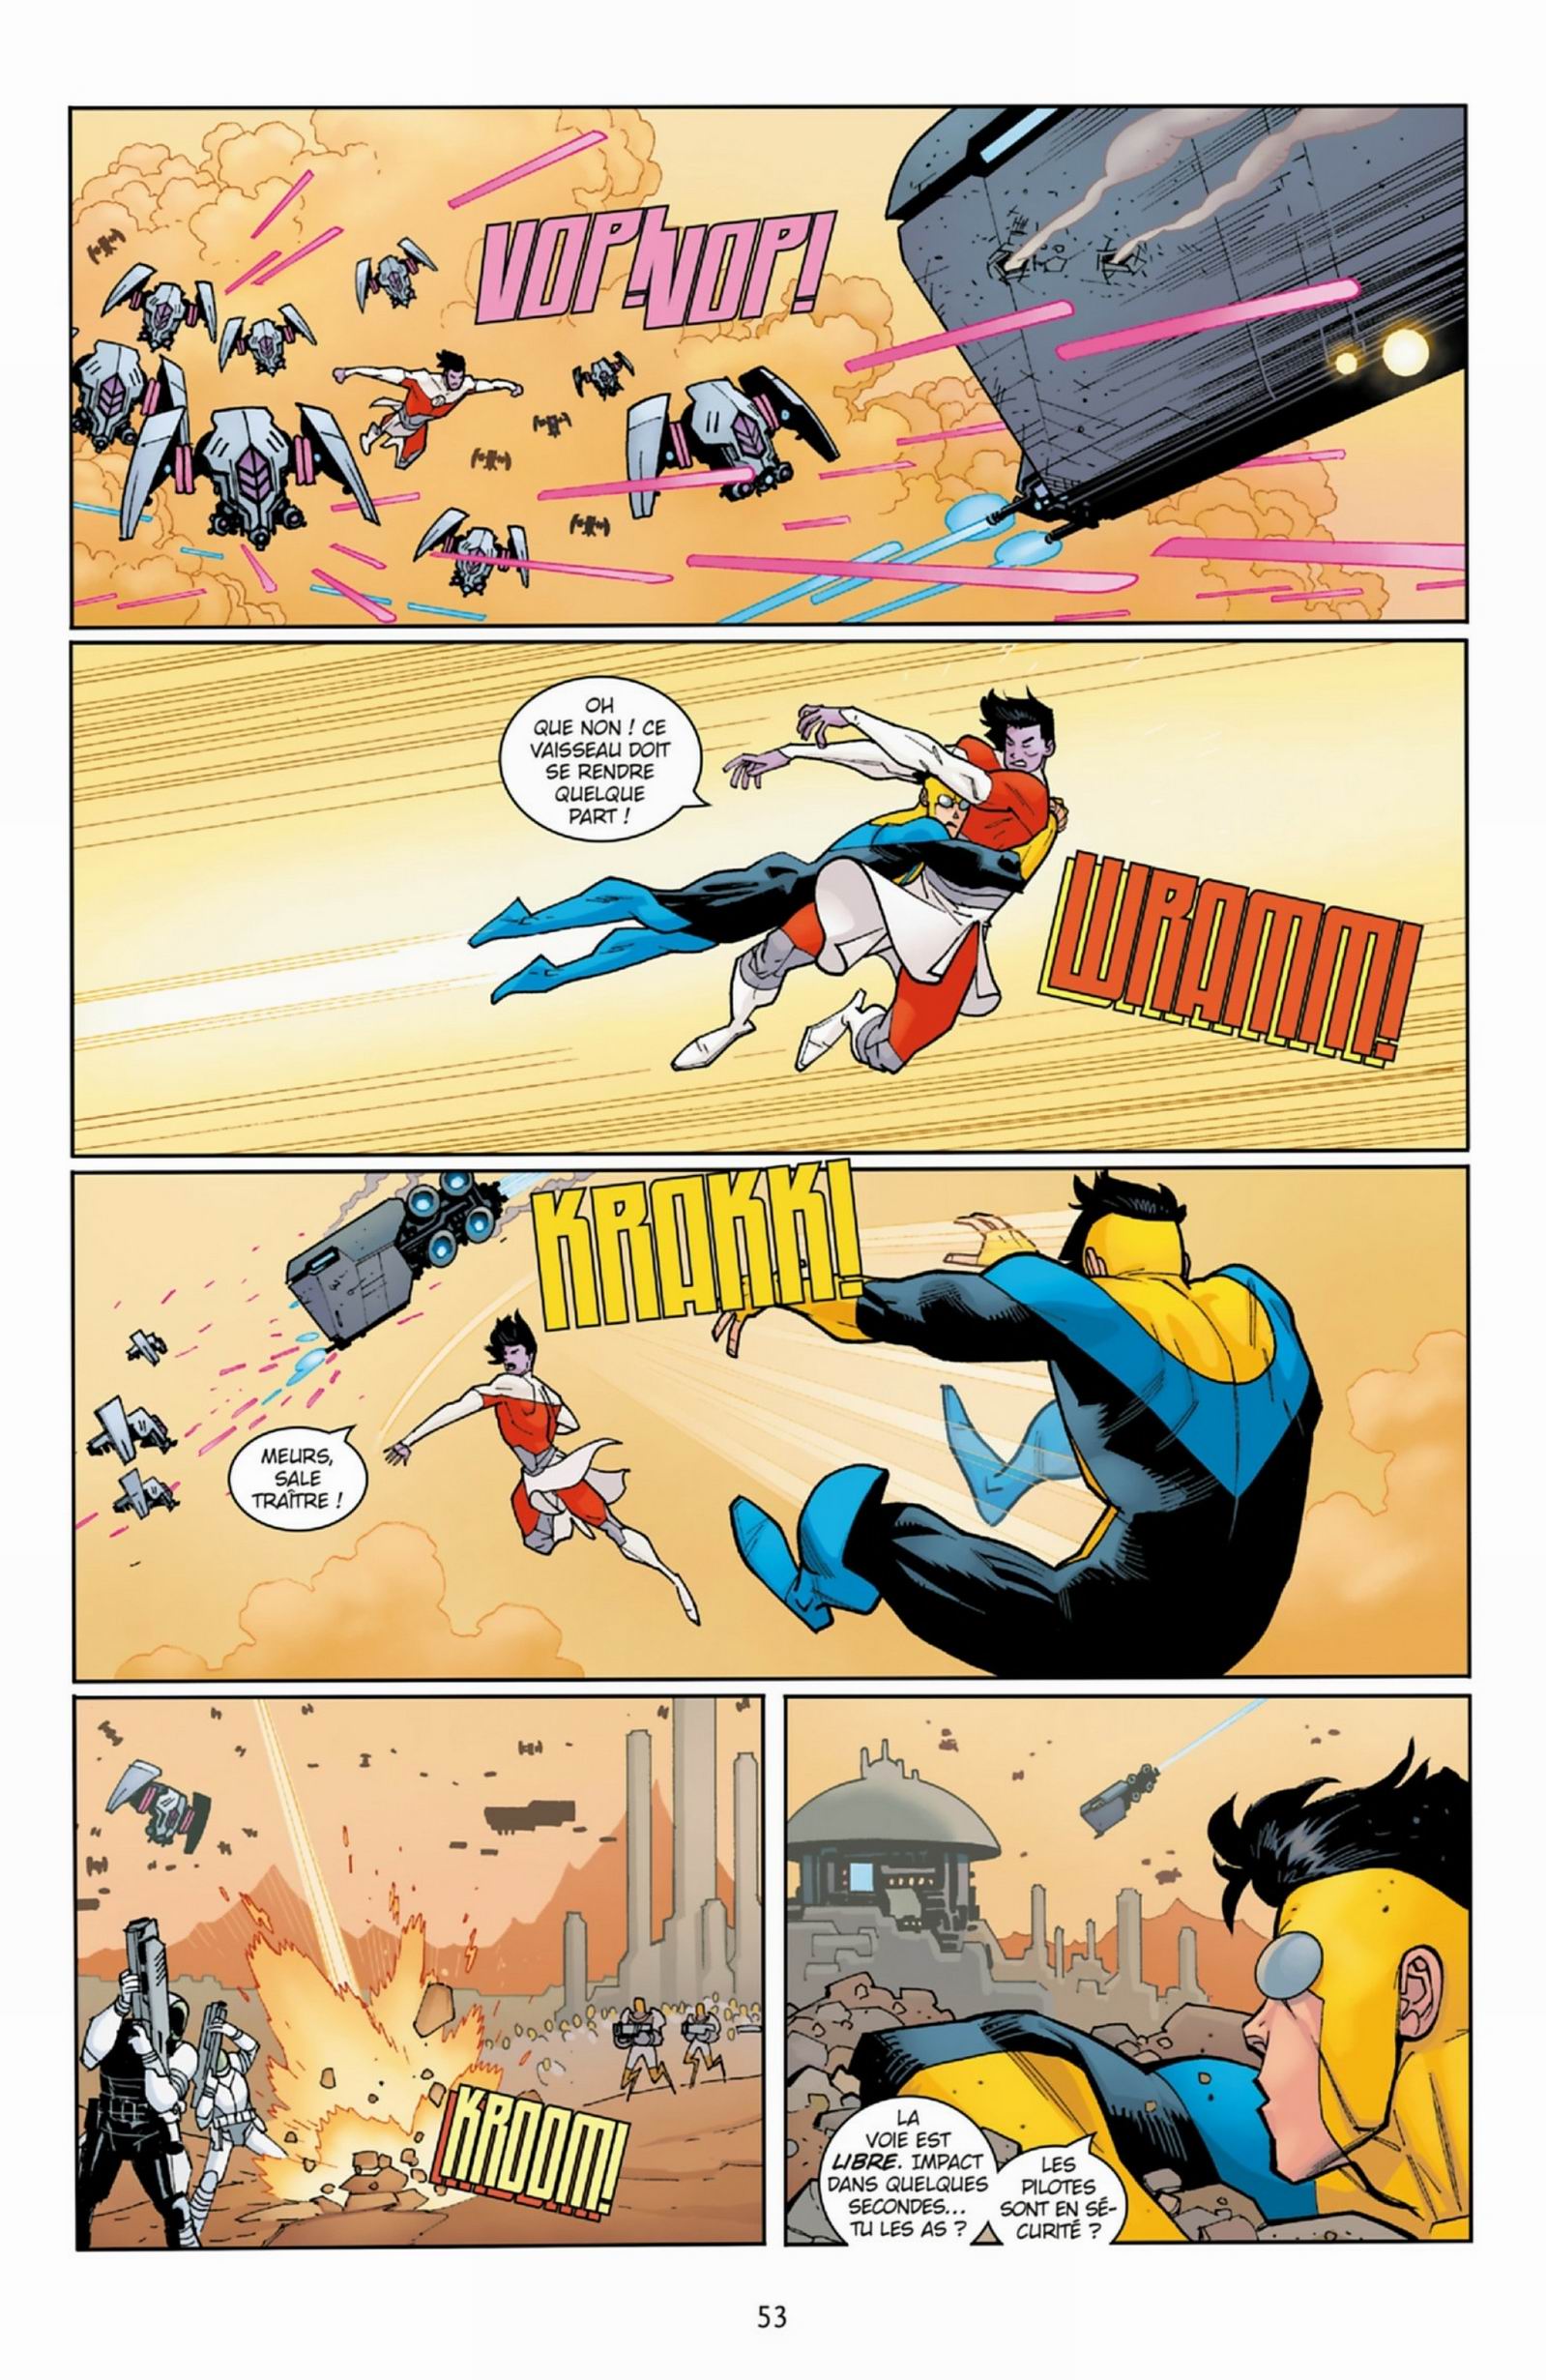 VOP! VOP!
OH
QUE NON ! CE
VAISSEAU DOIT
SE RENDRE
QUELQUE
PART !
WRAMM!
KRAKK!
MEURS,
SALE
TRAÎTRE !
KROOM!
LA
VOIE EST
LIBRE. IMPACT
DANS QUELQUES
SECONDES...
TU LES AS ?
LES
PILOTES
SONT EN SÉ-
CURITÉ ?
53